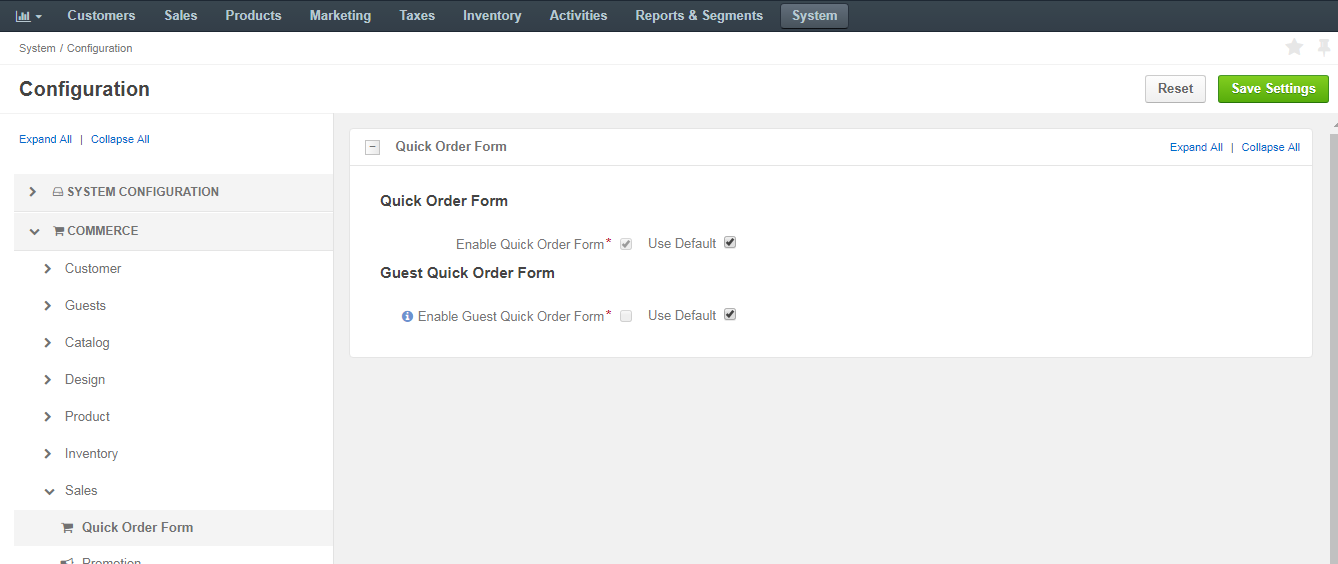 Customers Sales Products Marketing Taxes Inventory Activities Reports & Segments System
System / Configuration
Configuration
Reset Save Settings
Expand All | Collapse All
SYSTEM CONFIGURATION
COMMERCE
Customer
Guests
Catalog
Design
Product
Inventory
Sales
Quick Order Form
Promotion
Quick Order Form
Expand All | Collapse All
Quick Order Form
Enable Quick Order Form* Use Default
Guest Quick Order Form
Enable Guest Quick Order Form* Use Default